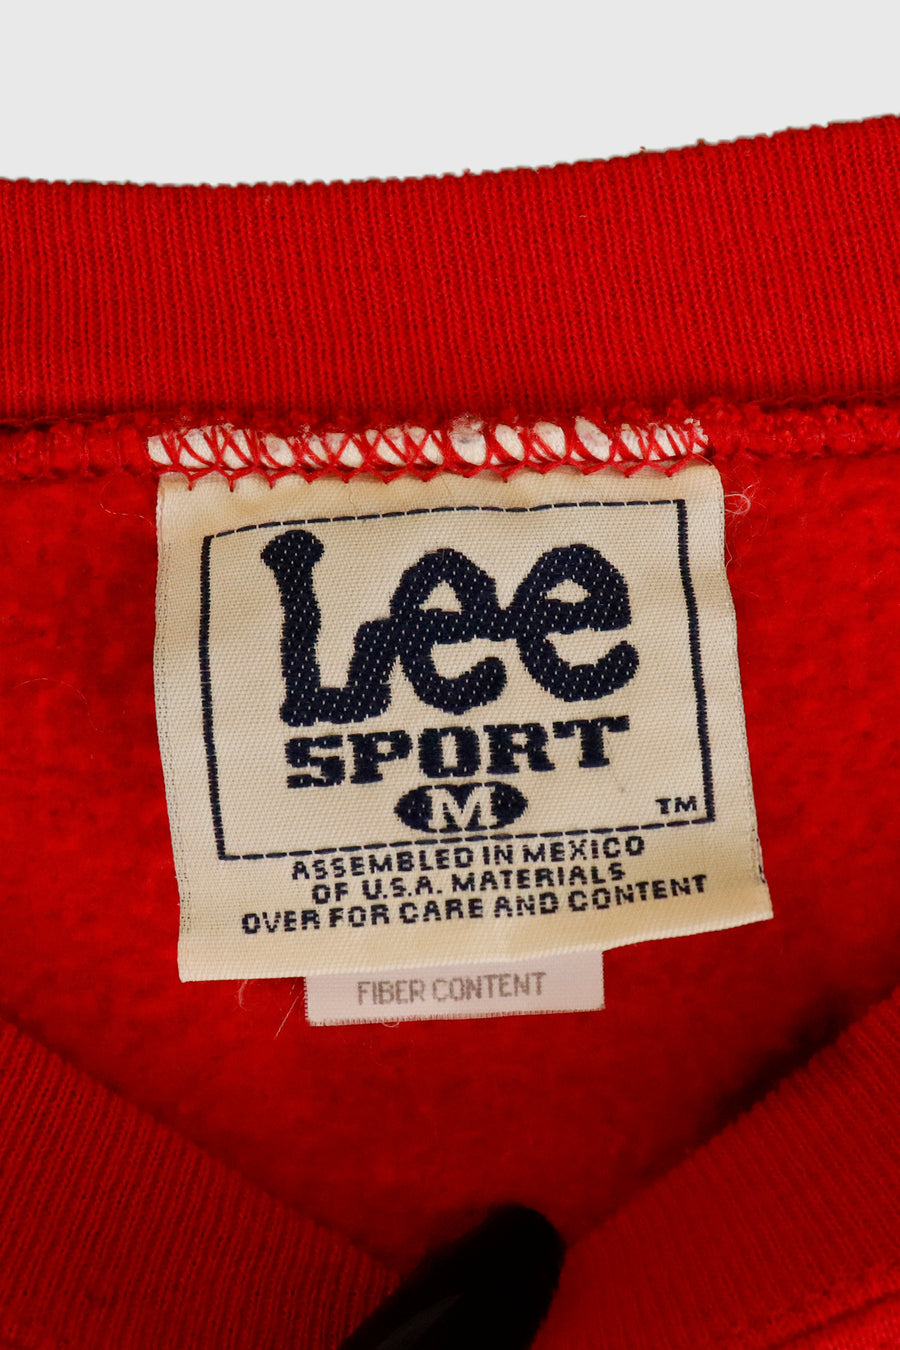 Lee
SPORT
M
TM
ASSEMBLED IN MEXICO
OF U.S.A. MATERIALS
OVER FOR CARE AND CONTENT
FIBER CONTENT